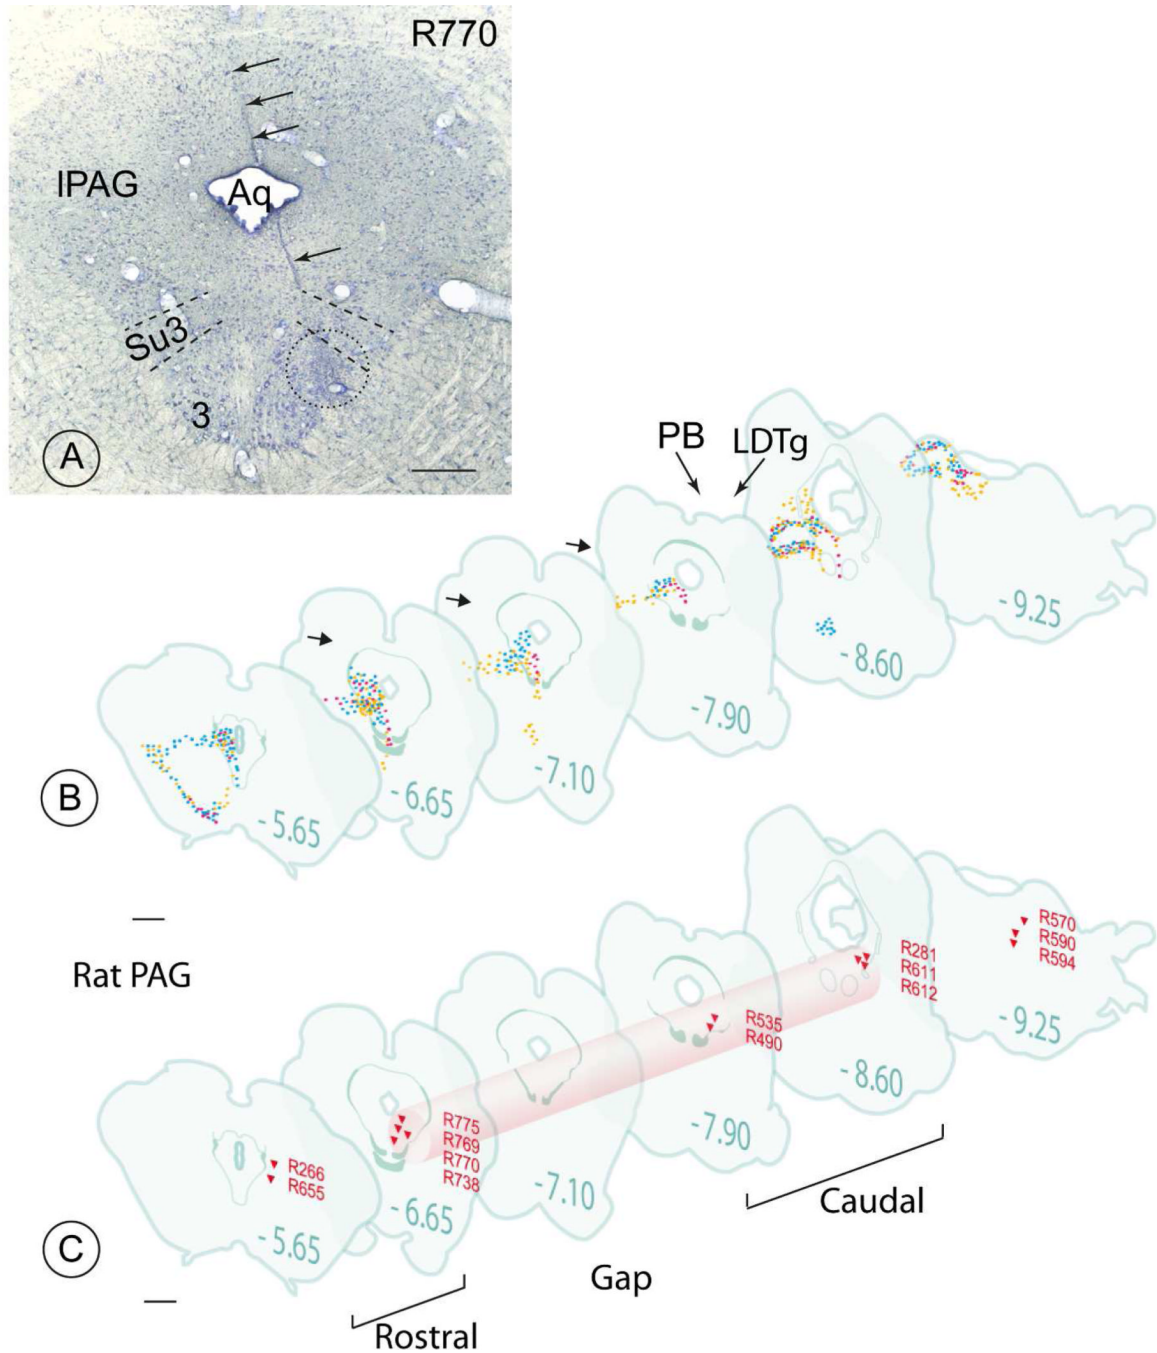 R770
lPAG
Aq
Su3
3
A
PB
LDTg
- 9.25
- 8.60
-7.90
-7.10
- 6.65
- 5.65
B
Rat PAG
R570
R590
R594
R281
R611
R612
R535
R490
R775
R769
R770
R738
R266
R655
- 9.25
- 8.60
-7.90
-7.10
- 6.65
- 5.65
C
Caudal
Gap
Rostral